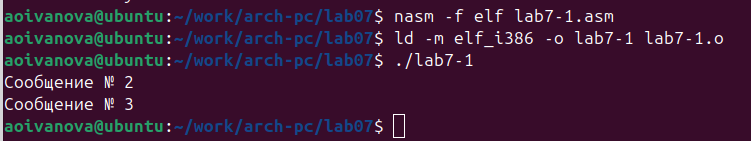 aoivanova@ubuntu:~/work/arch-pc/lab07$ nasm -f elf lab7-1.asm
aoivanova@ubuntu:~/work/arch-pc/lab07$ ld -m elf_i386 -o lab7-1 lab7-1.o
aoivanova@ubuntu:~/work/arch-pc/lab07$ ./lab7-1
Сообщение № 2
Сообщение № 3
aoivanova@ubuntu:~/work/arch-pc/lab07$